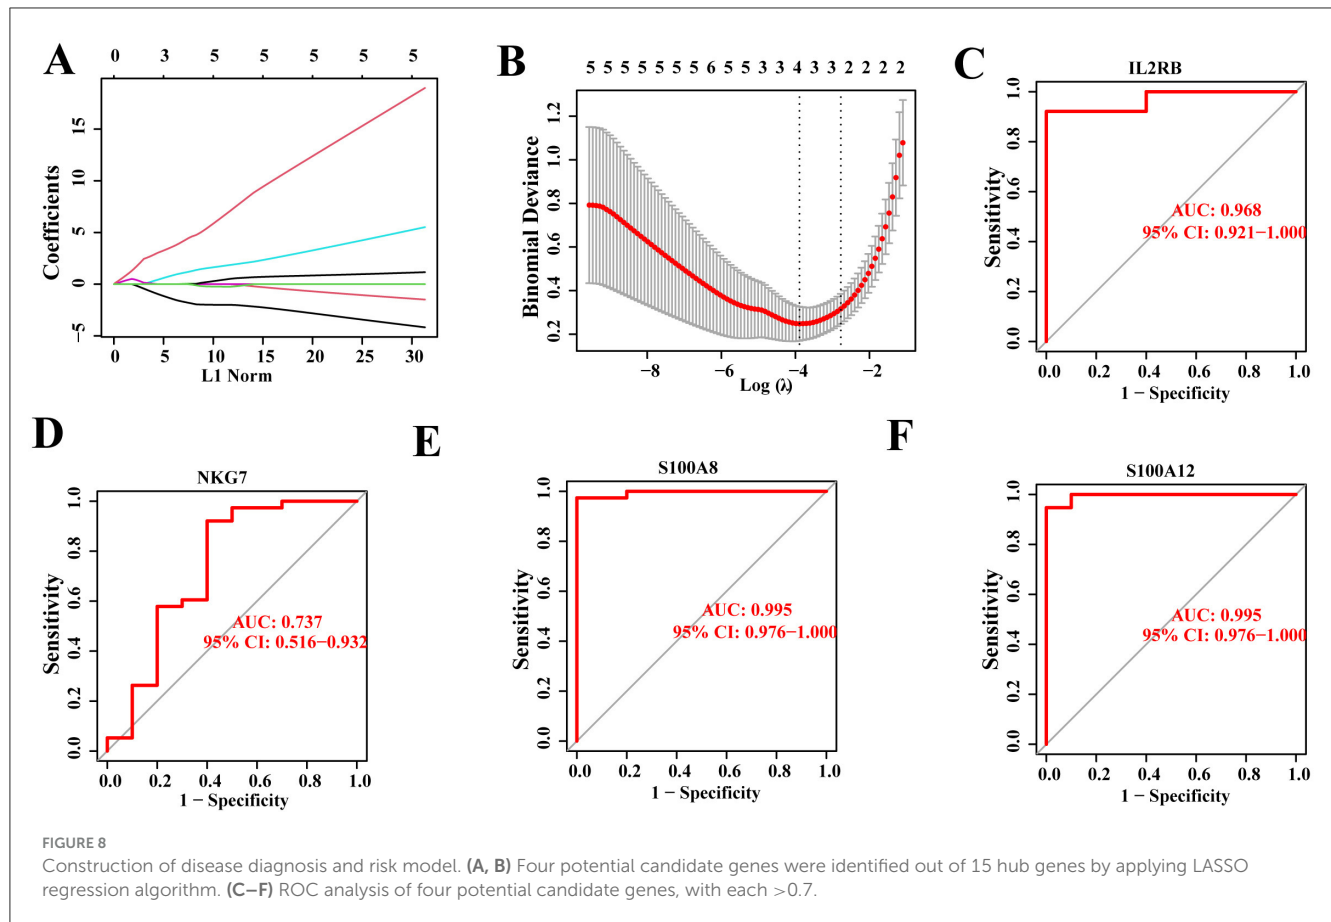 A
0 3 5 5 5 5 5
15
10
5
0
−5
Coefficients
0 5 10 15 20 25 30
L1 Norm
B
5 5 5 5 5 5 5 6 5 5 3 3 4 3 3 2 2 2 2
1.2
1.0
0.8
0.6
0.4
0.2
Binomial Deviance
−8 −6 −4 −2
Log (λ)
C
IL2RB
1.0
0.8
0.6
0.4
0.2
0.0
Sensitivity
AUC: 0.968
95% CI: 0.921−1.000
0.0 0.2 0.4 0.6 0.8 1.0
1 − Specificity
D
NKG7
1.0
0.8
0.6
0.4
0.2
0.0
Sensitivity
AUC: 0.737
95% CI: 0.516−0.932
0.0 0.2 0.4 0.6 0.8 1.0
1 − Specificity
E
S100A8
1.0
0.8
0.6
0.4
0.2
0.0
Sensitivity
AUC: 0.995
95% CI: 0.976−1.000
0.0 0.2 0.4 0.6 0.8 1.0
1 − Specificity
F
S100A12
1.0
0.8
0.6
0.4
0.2
0.0
Sensitivity
AUC: 0.995
95% CI: 0.976−1.000
0.0 0.2 0.4 0.6 0.8 1.0
1 − Specificity
FIGURE 8
Construction of disease diagnosis and risk model. (A, B) Four potential candidate genes were identified out of 15 hub genes by applying LASSO
regression algorithm. (C–F) ROC analysis of four potential candidate genes, with each >0.7.